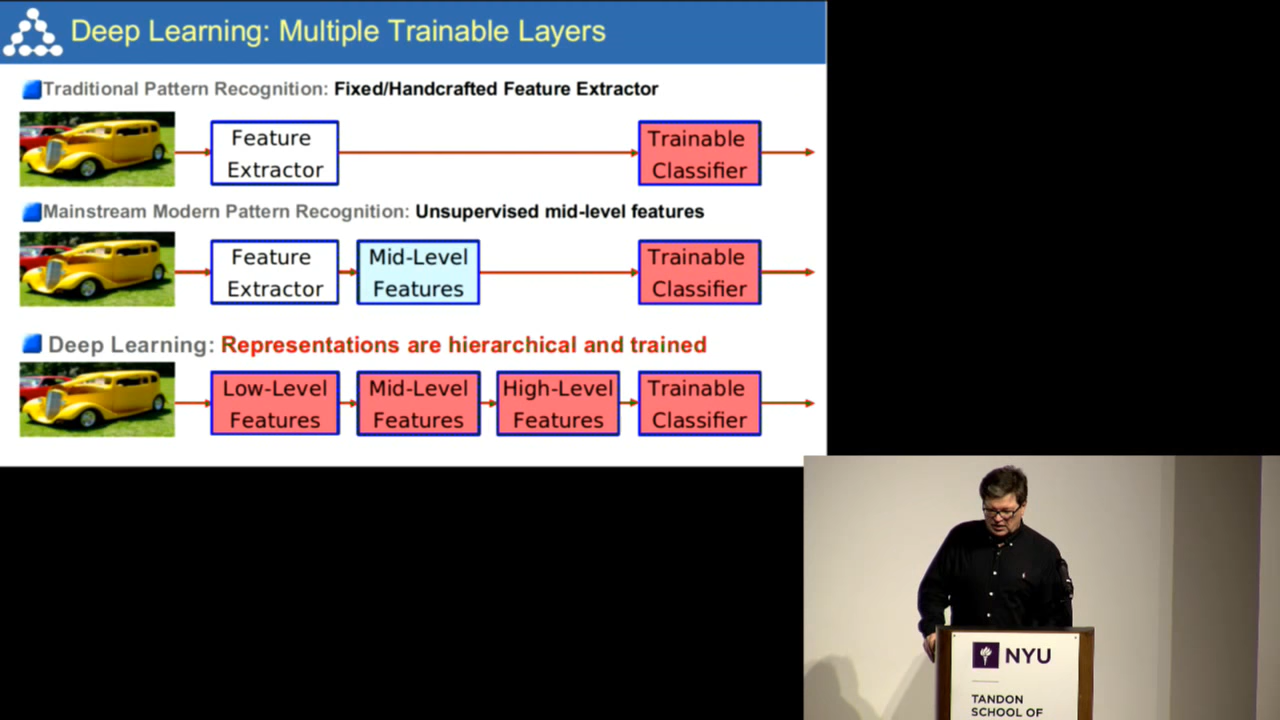 Deep Learning: Multiple Trainable Layers
Traditional Pattern Recognition: Fixed/Handcrafted Feature Extractor
Feature
Extractor
Trainable
Classifier
Mainstream Modern Pattern Recognition: Unsupervised mid-level features
Feature
Extractor
Mid-Level
Features
Trainable
Classifier
Deep Learning: Representations are hierarchical and trained
Low-Level
Features
Mid-Level
Features
High-Level
Features
Trainable
Classifier
NYU
TANDON
SCHOOL OF